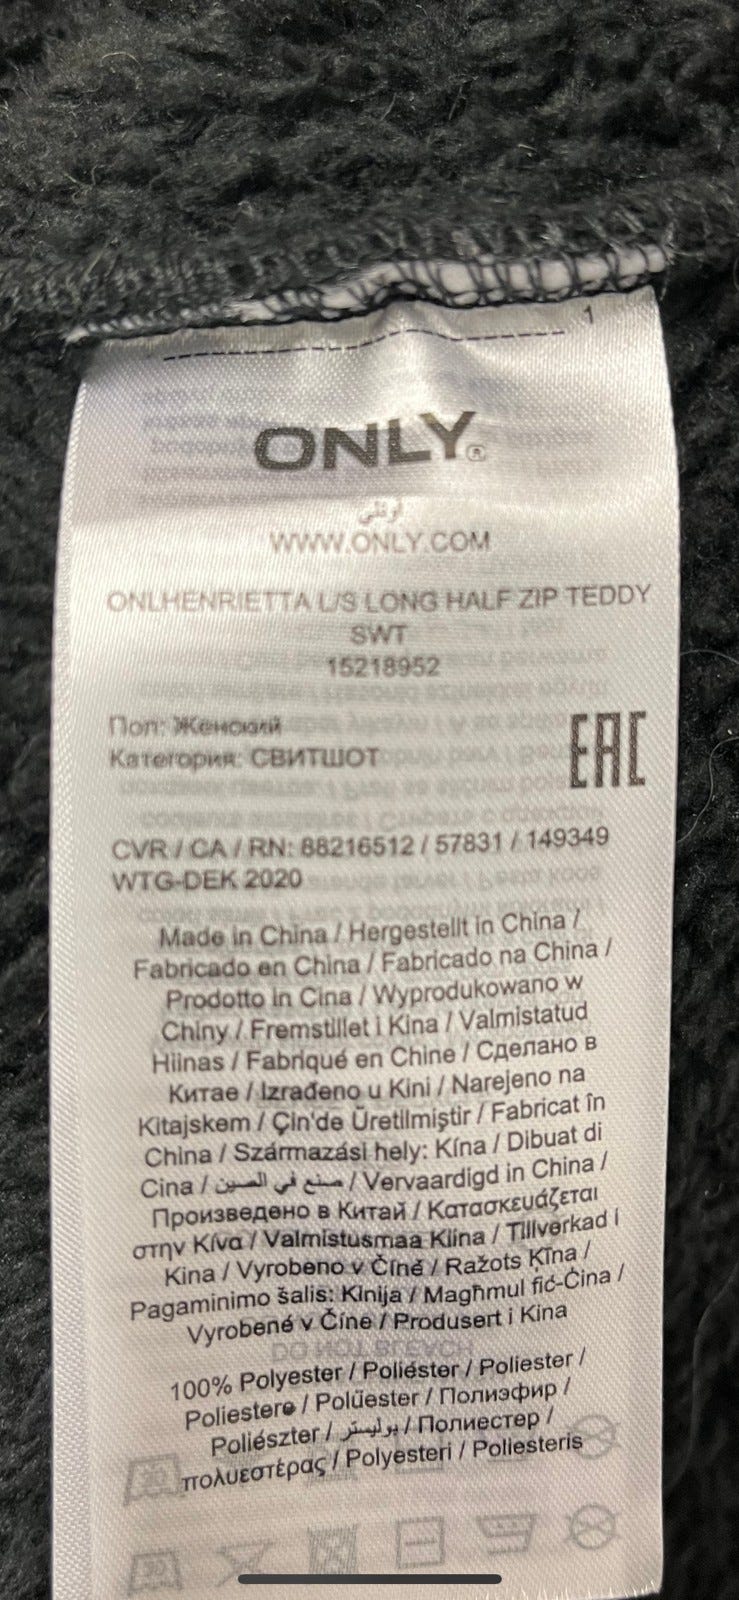 1
ONLY®
اونلي
WWW.ONLY.COM
ONLHENRIETTA L/S LONG HALF ZIP TEDDY
SWT
15218952
Пол: Женский
Категория: СВИТШОТ
EAC
CVR / CA / RN: 88216512 / 57831 / 149349
WTG-DEK 2020
Made in China / Hergestellt in China /
Fabricado en China / Fabricado na China /
Prodotto in Cina / Wyprodukowano w
Chiny / Fremstillet i Kina / Valmistatud
Hiinas / Fabriqué en Chine / Сделано в
Китае / Izrađeno u Kini / Narejeno na
Kitajskem / Çin'de Üretilmiştir / Fabricat în
China / Származási hely: Kína / Dibuat di
Cina / صنع في الصين / Vervaardigd in China /
Произведено в Китай / Κατασκευάζεται
στην Κίνα / Valmistusmaa Kiina / Tillverkad i
Kina / Vyrobeno v Číně / Ražots Ķīna /
Pagaminimo šalis: Kinija / Magħmul fiċ-Ċina /
Vyrobené v Číne / Produsert i Kina
DO NOT BLEACH
100% Polyester / Poliéster / Poliester /
Poliestere / Polüester / Полиэфир /
Poliészter / بوليستر / Полиестер /
πολυεστέρας / Polyesteri / Poliesteris
30
30